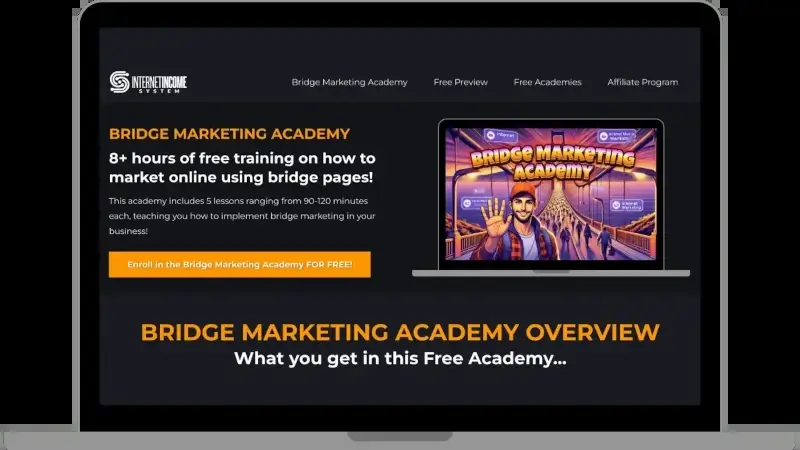 INTERNETINCOME
SYSTEM
Bridge Marketing Academy
Free Preview
Free Academies
Affiliate Program
BRIDGE MARKETING ACADEMY
8+ hours of free training on how to
market online using bridge pages!
This academy includes 5 lessons ranging from 90-120 minutes
each, teaching you how to implement bridge marketing in your
business!
Enroll in the Bridge Marketing Academy FOR FREE!
BRIDGE MARKETING
ACADEMY
BRIDGE MARKETING ACADEMY OVERVIEW
What you get in this Free Academy...